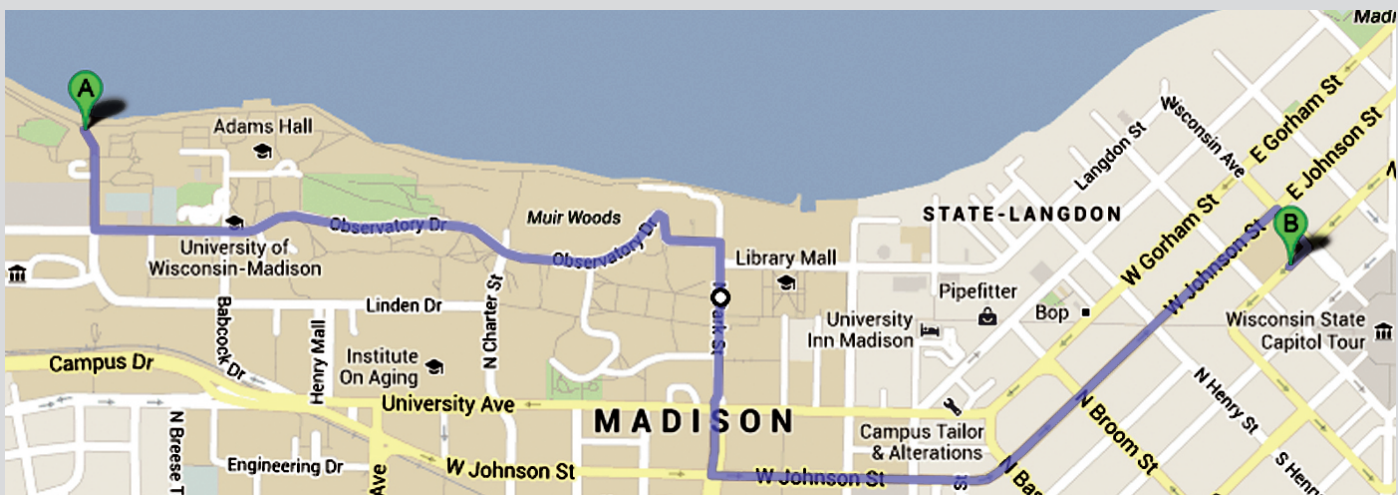 Madi
A
Adams Hall
E Gorham St
E Johnson St
Wisconsin Ave
Langdon St
STATE-LANGDON
Muir Woods
Observatory Dr
Observatory Dr
University of
Wisconsin-Madison
Library Mall
W Gorham St
W Johnson St
B
Linden Dr
N Charter St
Park St
Pipefitter
Bop
University
Inn Madison
Wisconsin State
Capitol Tour
Babcock Dr
Henry Mall
Institute
On Aging
Campus Dr
University Ave
MADISON
Campus Tailor
& Alterations
N Henry St
N Broom St
S Henr
N Breese T
Engineering Dr
Ave
W Johnson St
W Johnson St
N Bas
St